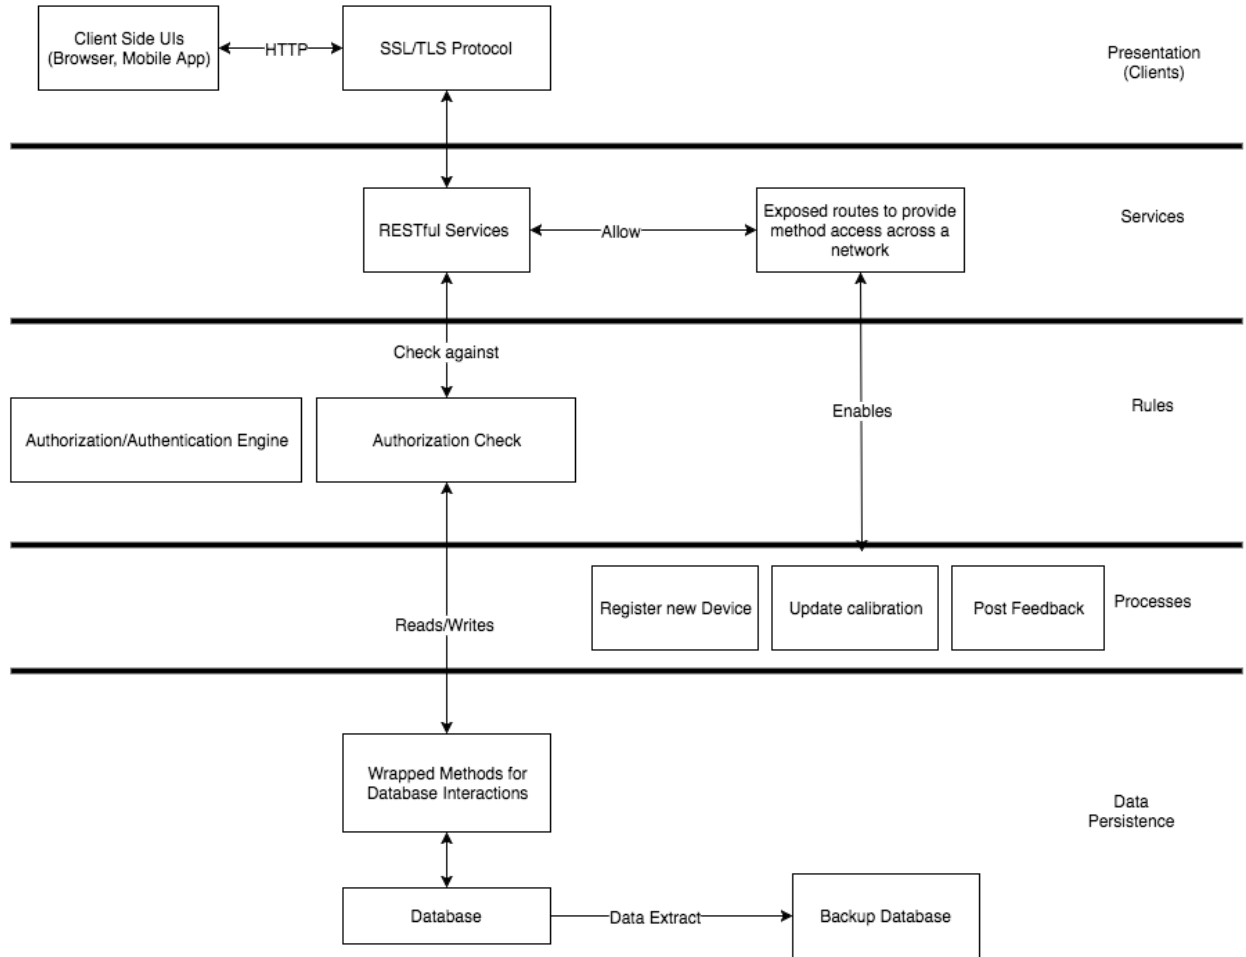 Client Side UIs
(Browser, Mobile App)
HTTP
SSL/TLS Protocol
Presentation
(Clients)
RESTful Services
Allow
Exposed routes to provide
method access across a
network
Services
Check against
Authorization/Authentication Engine
Authorization Check
Enables
Rules
Reads/Writes
Register new Device
Update calibration
Post Feedback
Processes
Wrapped Methods for
Database Interactions
Data
Persistence
Database
Data Extract
Backup Database